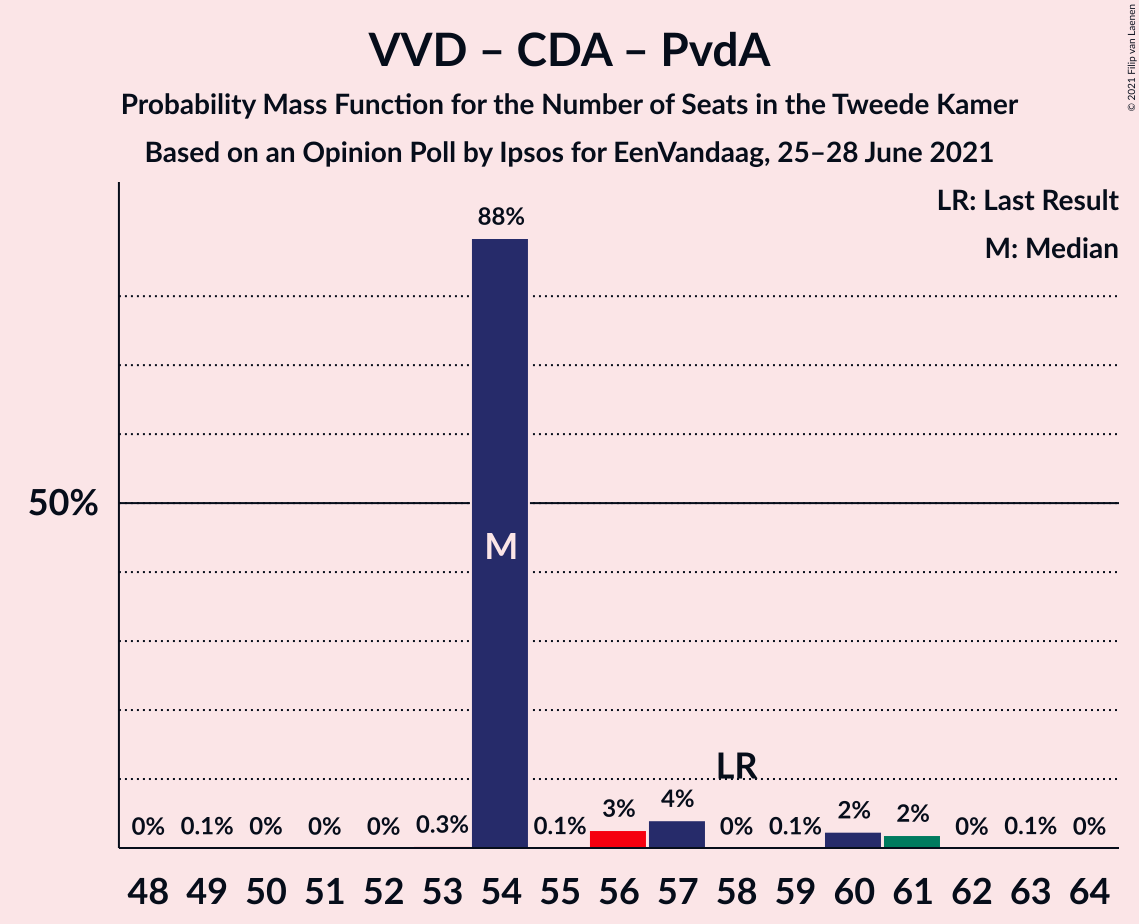 VVD – CDA – PvdA
Probability Mass Function for the Number of Seats in the Tweede Kamer
Based on an Opinion Poll by Ipsos for EenVandaag, 25–28 June 2021
© 2021 Filip van Laenen
LR: Last Result
M: Median
88%
50%
M
LR
0% 0.1% 0% 0% 0% 0.3% 0.1% 3% 4% 0% 0.1% 2% 2% 0% 0.1% 0%
48 49 50 51 52 53 54 55 56 57 58 59 60 61 62 63 64